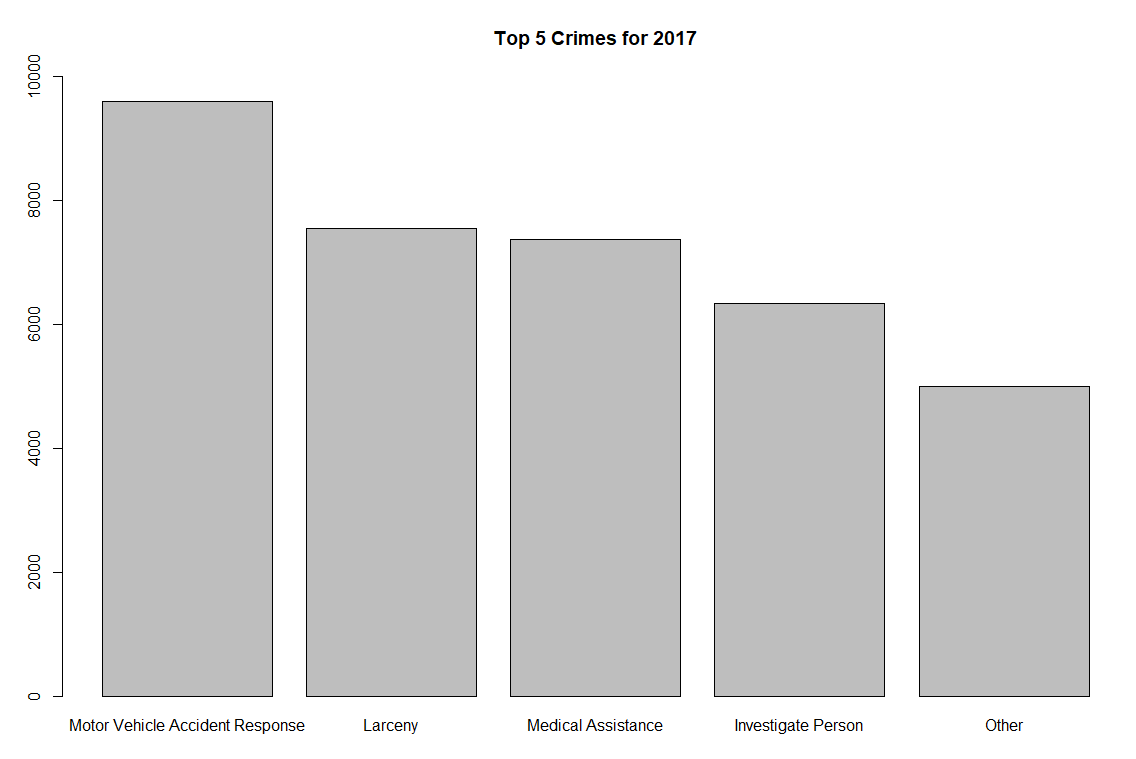 Top 5 Crimes for 2017
10000
8000
6000
4000
2000
0
Motor Vehicle Accident Response
Larceny
Medical Assistance
Investigate Person
Other